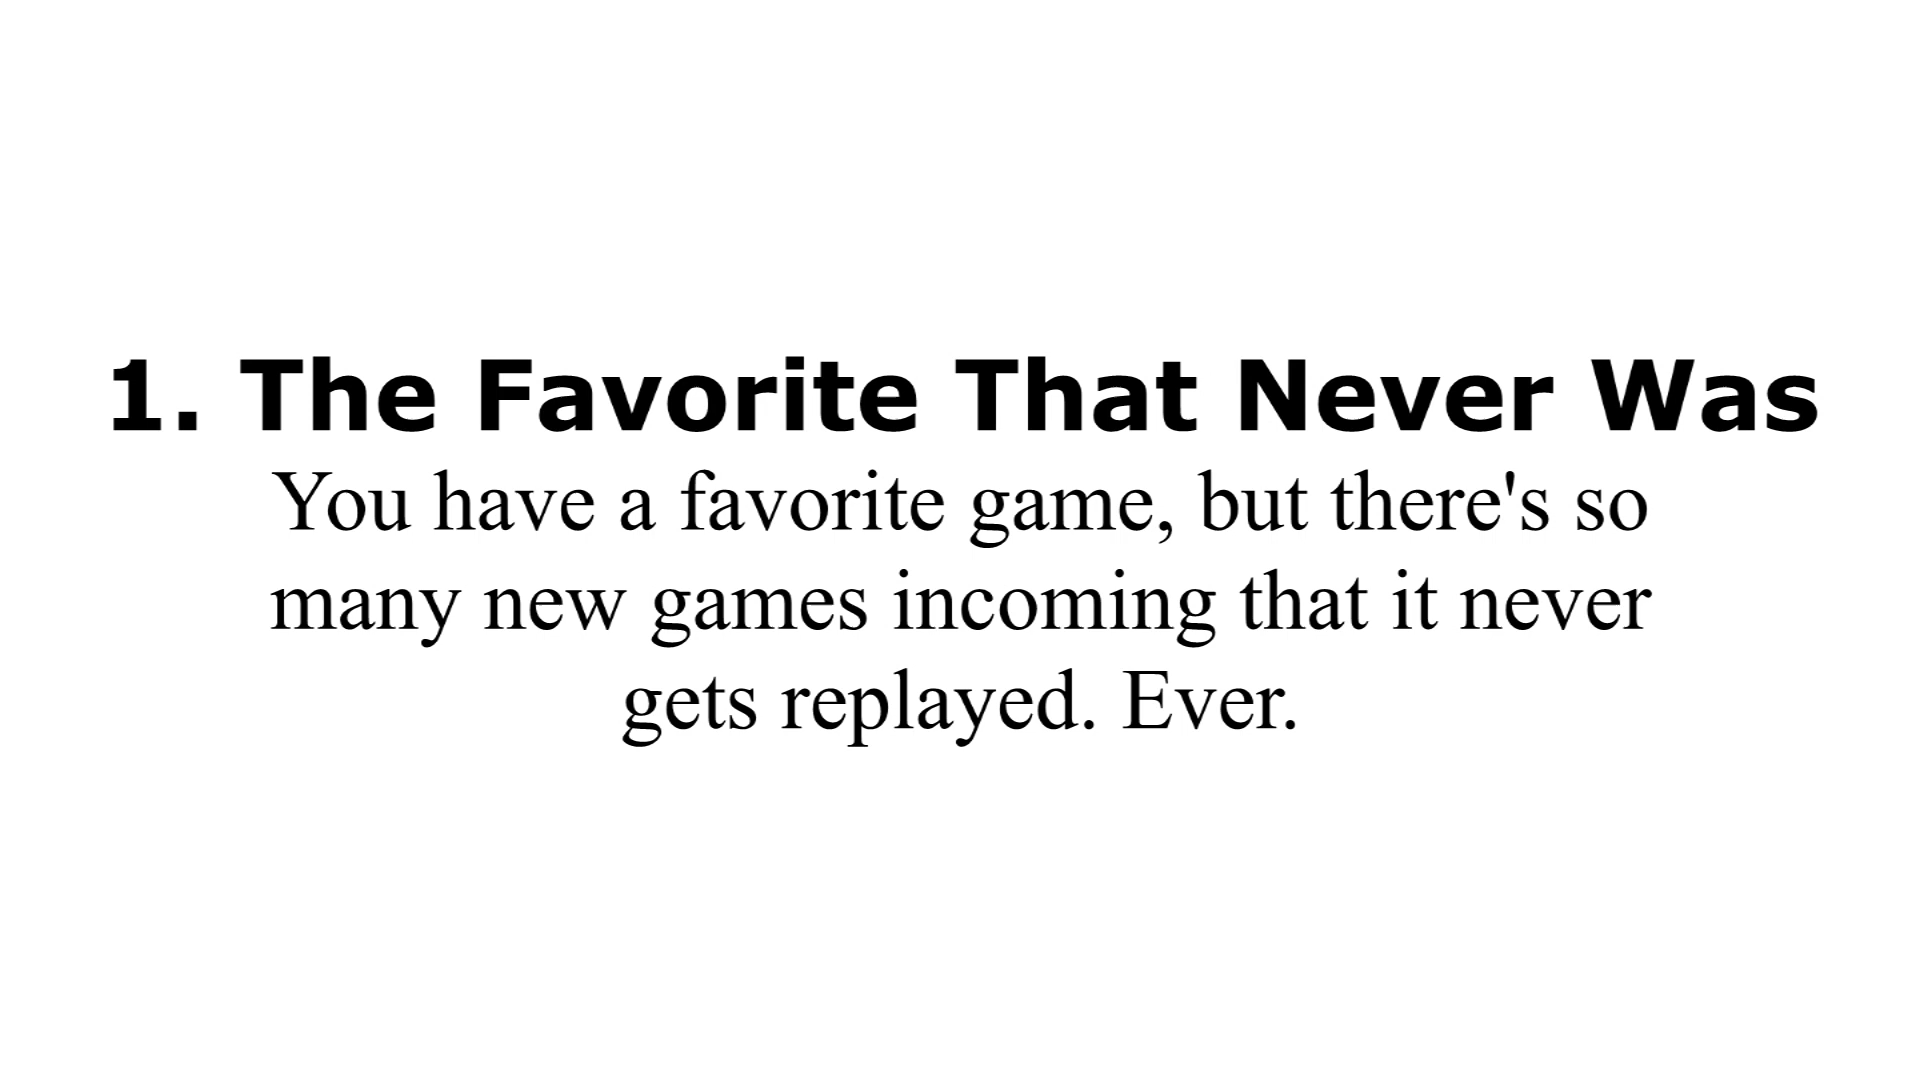 1. The Favorite That Never Was
You have a favorite game, but there's so
many new games incoming that it never
gets replayed. Ever.